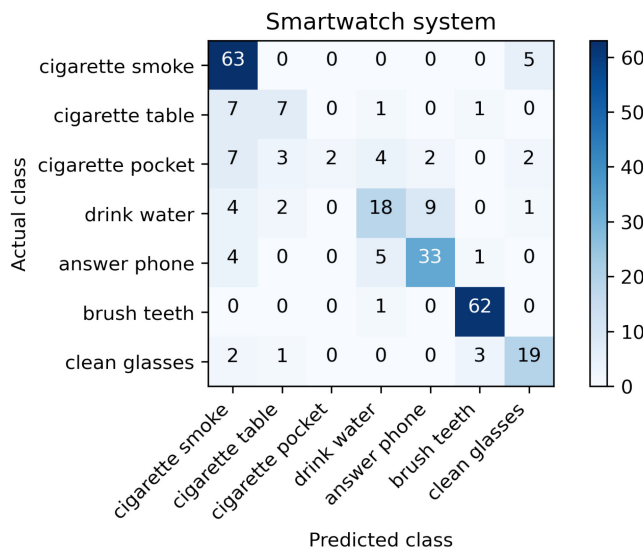 Smartwatch system
Actual class
cigarette smoke 63 0 0 0 0 0 5
cigarette table 7 7 0 1 0 1 0
cigarette pocket 7 3 2 4 2 0 2
drink water 4 2 0 18 9 0 1
answer phone 4 0 0 5 33 1 0
brush teeth 0 0 0 1 0 62 0
clean glasses 2 1 0 0 0 3 19
cigarette smoke
cigarette table
cigarette pocket
drink water
answer phone
brush teeth
clean glasses
Predicted class
60
50
40
30
20
10
0